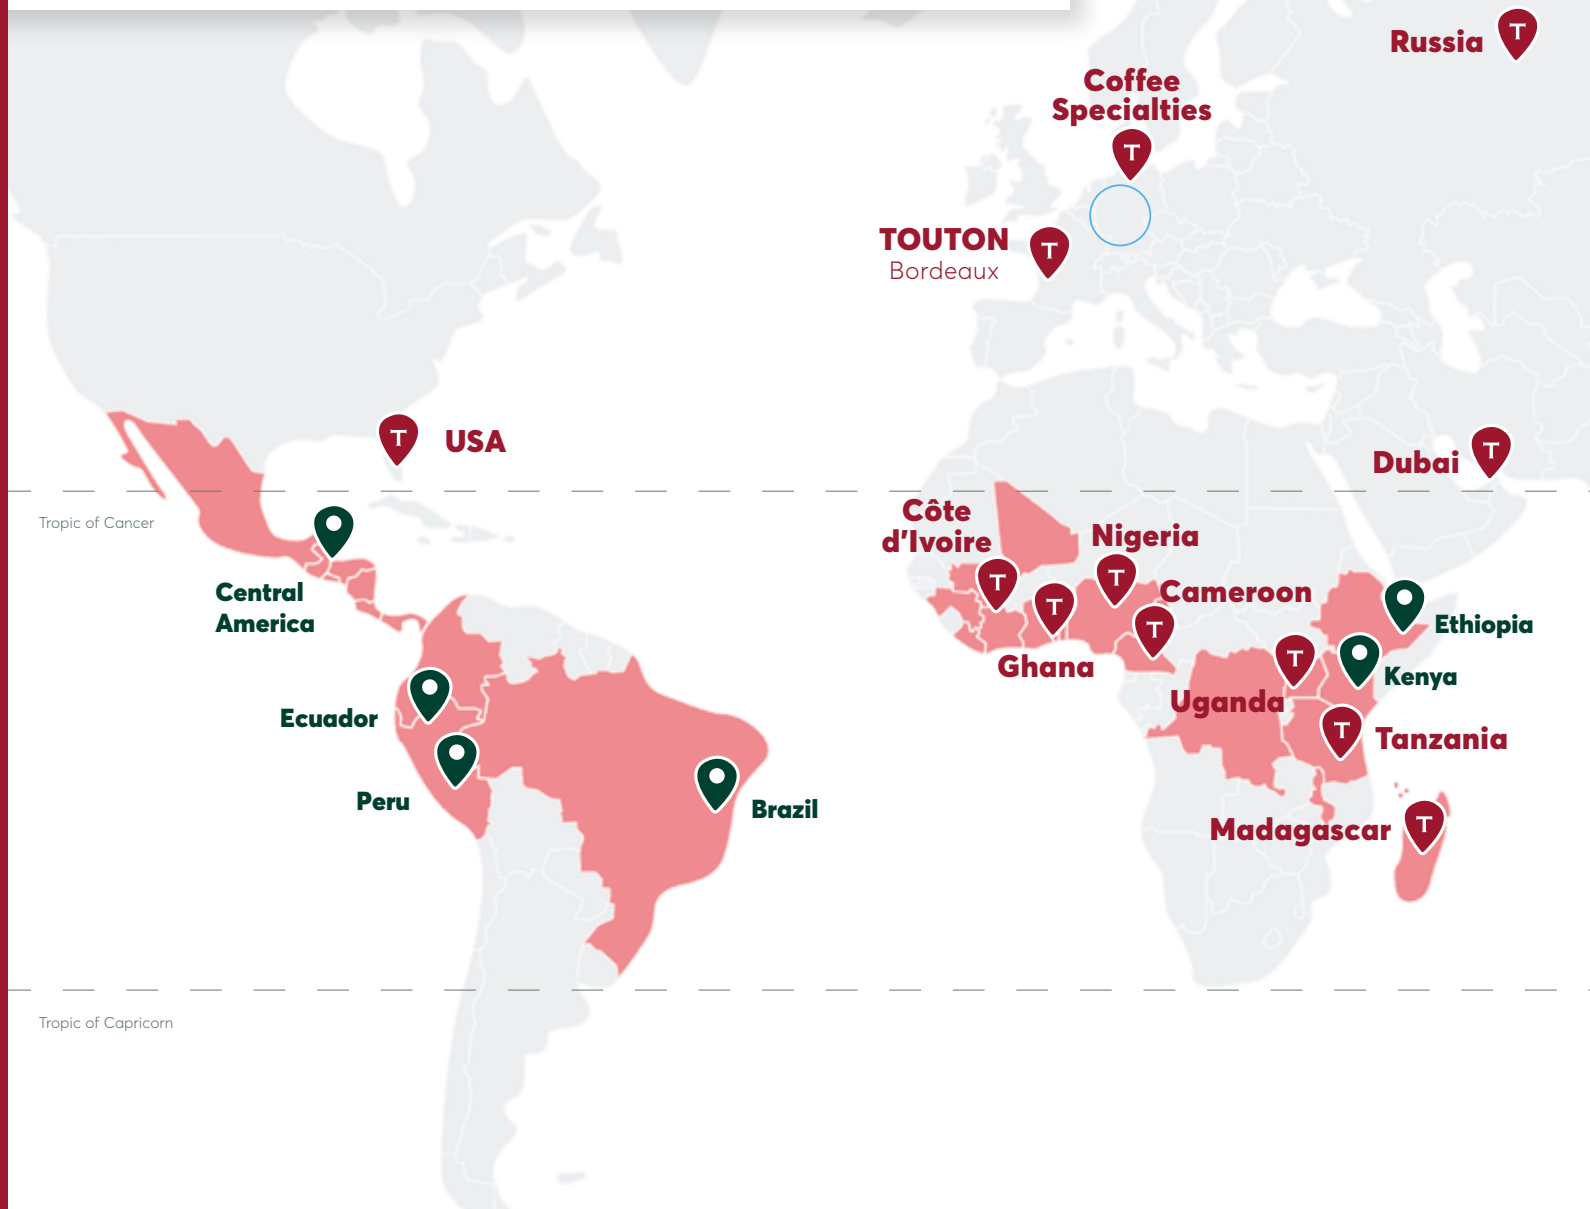 Russia
T
Coffee
Specialties
T
TOUTON
Bordeaux
T
T
USA
Dubai
T
Tropic of Cancer
Côte
d'Ivoire
T
Nigeria
T
Cameroon
T
T
Ghana
Central
America
Ethiopia
Kenya
T
Uganda
Ecuador
T
Tanzania
Peru
Brazil
Madagascar
T
Tropic of Capricorn